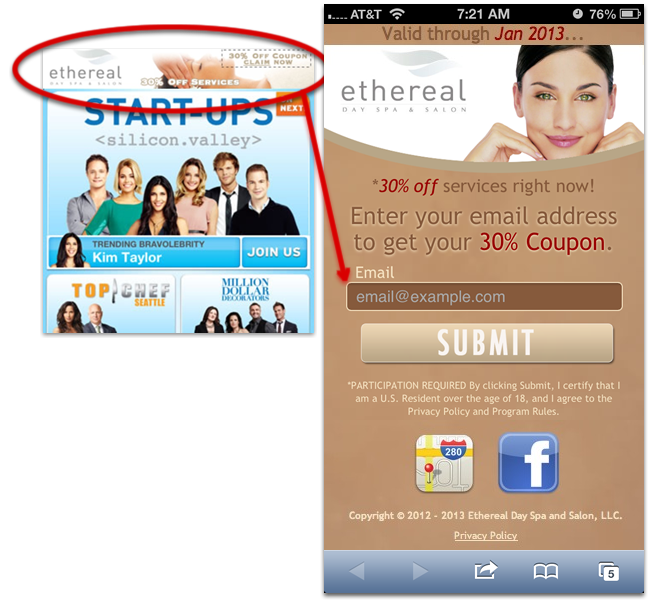 ethereal
DAY SPA & SALON
30% OFF COUPON
CLAIM NOW
30% OFF SERVICES
START-UPS
<silicon.valley>
NEXT
TRENDING BRAVOLEBRITY
Kim Taylor
JOIN US
TOP CHEF
SEATTLE
MILLION
DOLLAR
DECORATORS
AT&T 7:21 AM 76%
Valid through Jan 2013...
ethereal
DAY SPA & SALON
*30% off services right now!
Enter your email address
to get your 30% Coupon.
Email
email@example.com
SUBMIT
*PARTICIPATION REQUIRED By clicking Submit, I certify that I
am a U.S. Resident over the age of 18, and I agree to the
Privacy Policy and Program Rules.
280
f
Copyright © 2012 - 2013 Ethereal Day Spa and Salon, LLC.
Privacy Policy
5